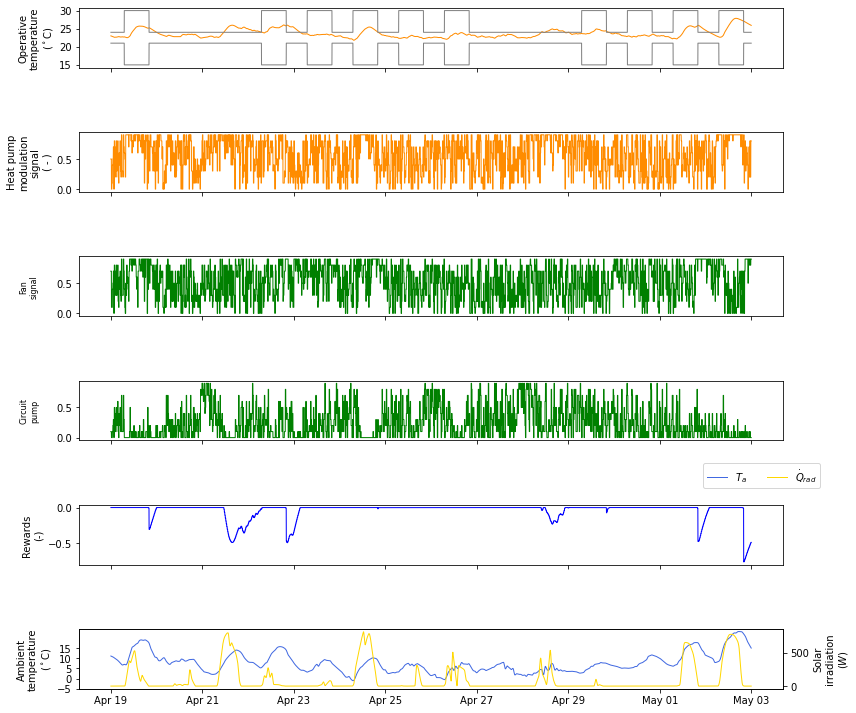 Operative
temperature
(°C)
30
25
20
15
Heat pump
modulation
signal
( - )
0.5
0.0
Fan
signal
0.5
0.0
Circuit
pump
0.5
0.0
T_a Q̇_rad
Rewards
(-)
0.0
−0.5
Ambient
temperature
(°C)
15
10
5
0
−5
500
0
Solar
irradiation
(W)
Apr 19 Apr 21 Apr 23 Apr 25 Apr 27 Apr 29 May 01 May 03